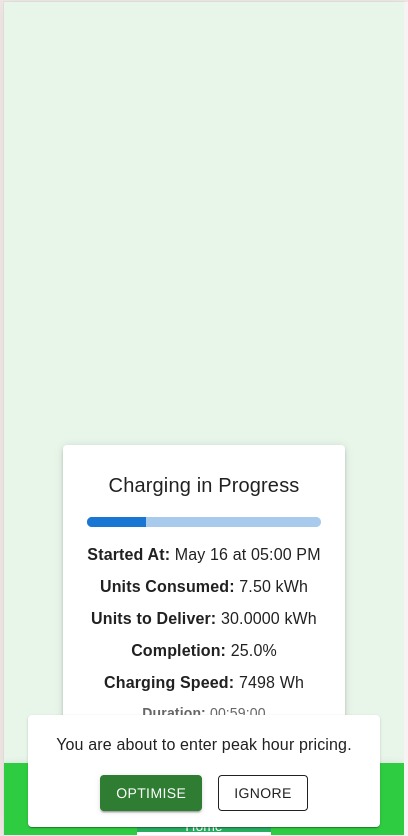 Charging in Progress
Started At: May 16 at 05:00 PM
Units Consumed: 7.50 kWh
Units to Deliver: 30.0000 kWh
Completion: 25.0%
Charging Speed: 7498 Wh
Duration: 00:59:00
You are about to enter peak hour pricing.
OPTIMISE IGNORE
Home